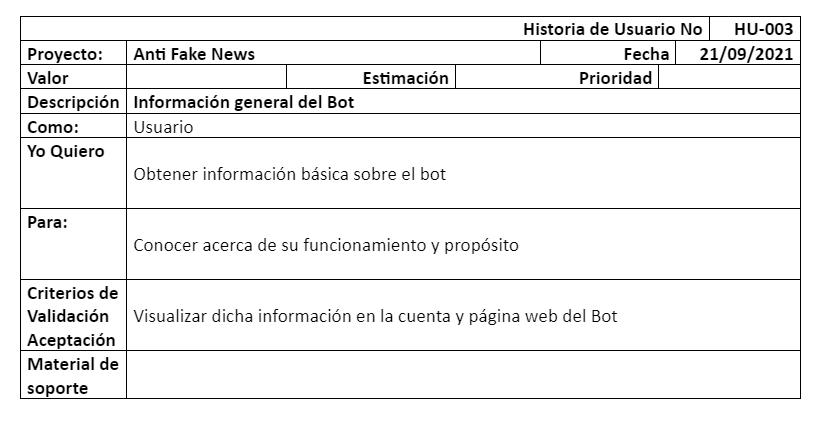 Historia de Usuario No HU-003
Proyecto: Anti Fake News Fecha 21/09/2021
Valor Estimación Prioridad
Descripción Información general del Bot
Como: Usuario
Yo Quiero
Obtener información básica sobre el bot
Para:
Conocer acerca de su funcionamiento y propósito
Criterios de
Validación
Aceptación
Visualizar dicha información en la cuenta y página web del Bot
Material de
soporte